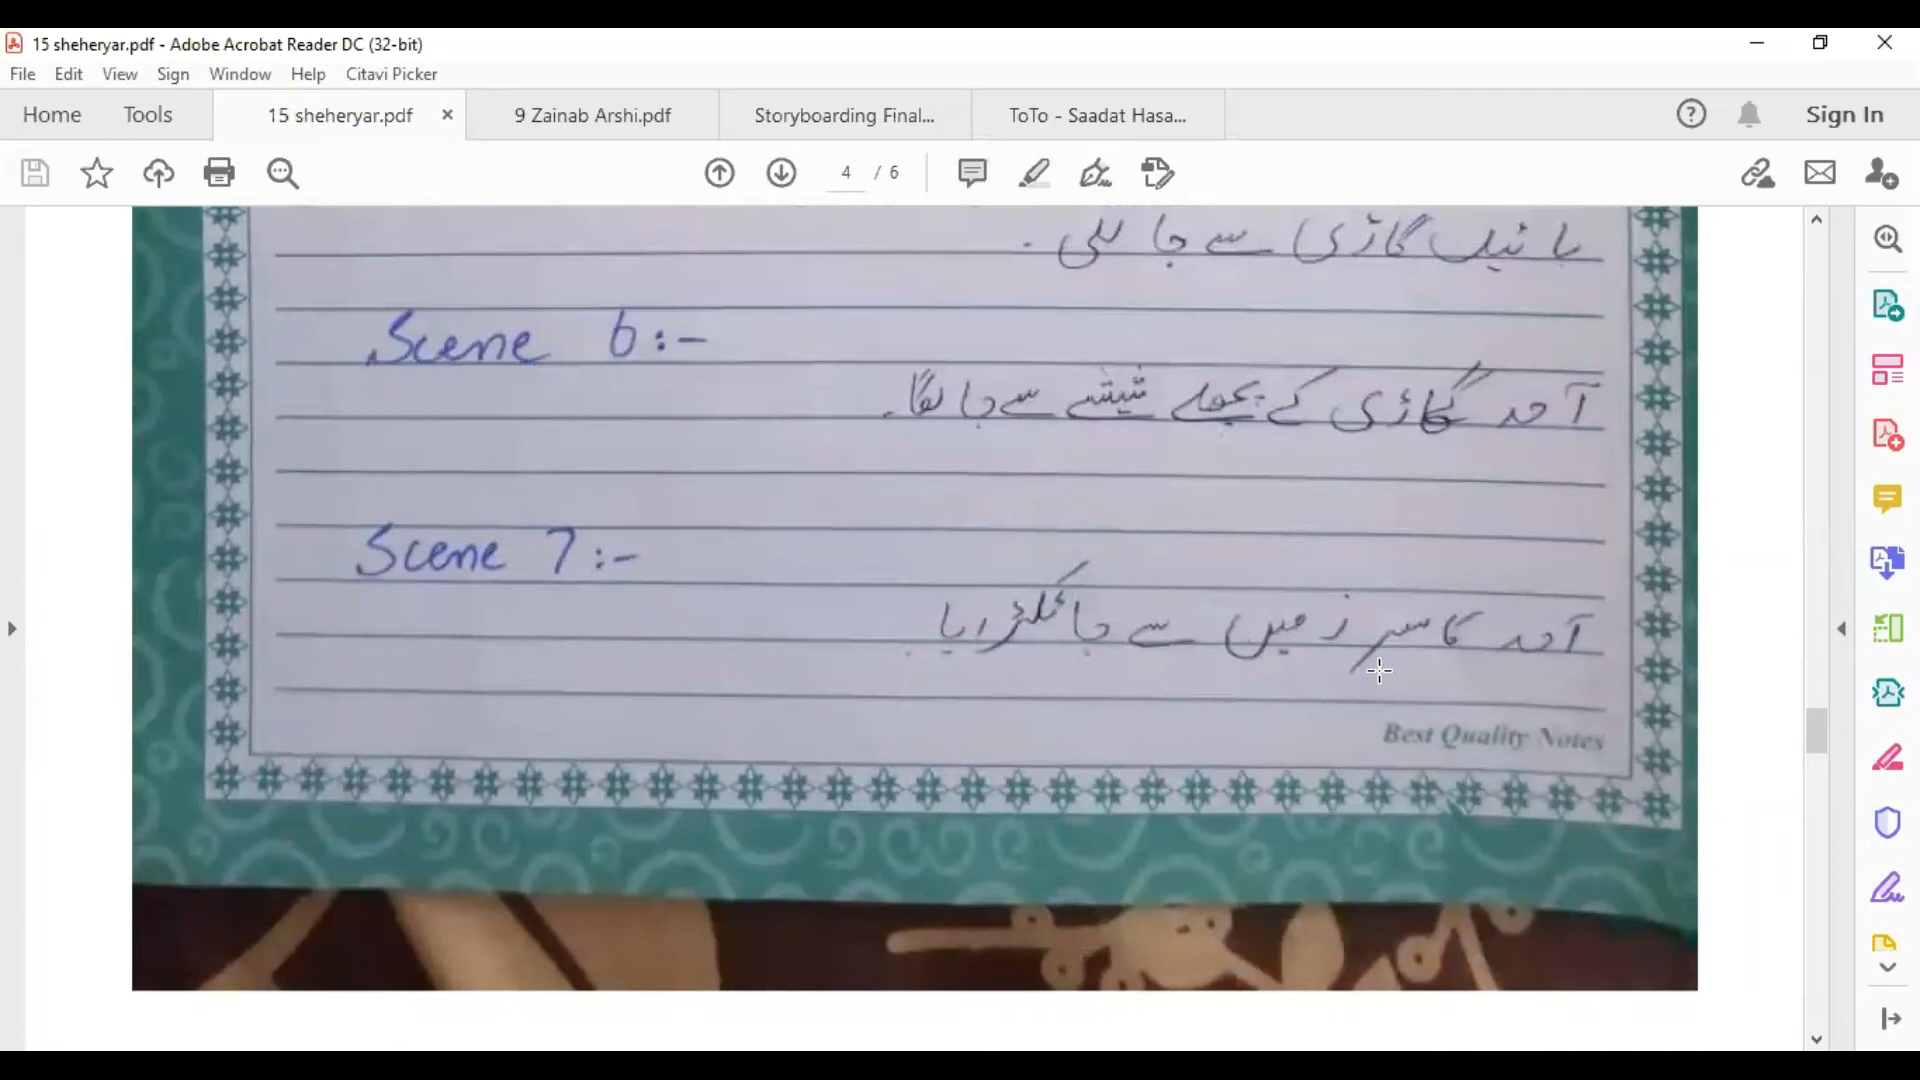 15 sheheryar.pdf - Adobe Acrobat Reader DC (32-bit)
File Edit View Sign Window Help Citavi Picker
Home Tools 15 sheheryar.pdf × 9 Zainab Arshi.pdf Storyboarding Final... ToTo - Saadat Hasa... Sign In
4 / 6
بائیک گاڑی سے جا لگی۔
Scene 6:-
آحد گاڑی کے پچھلے شیشے سے جا لگا۔
Scene 7:-
آحد کا سر زمین سے جا
Best Quality Notes